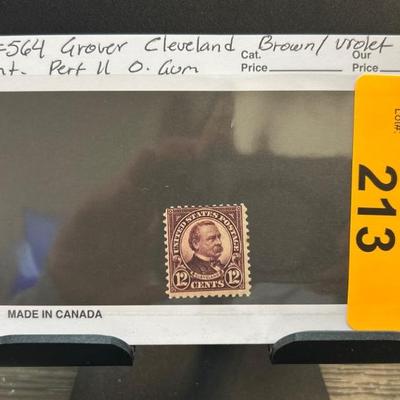 =564 Grover Cleveland Brown/Violet
nt. Perf 11 O. Gum
Cat. Price
Our Price
Lot#:
213
UNITED STATES POSTAGE
CLEVELAND
12 CENTS 12
MADE IN CANADA